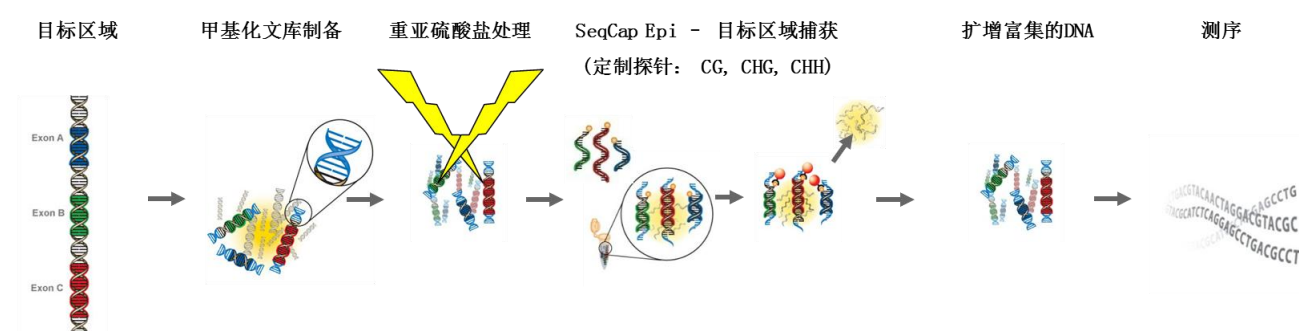 目标区域
甲基化文库制备
重亚硫酸盐处理
SeqCap Epi - 目标区域捕获
(定制探针: CG, CHG, CHH)
扩增富集的DNA
测序
Exon A
Exon B
Exon C